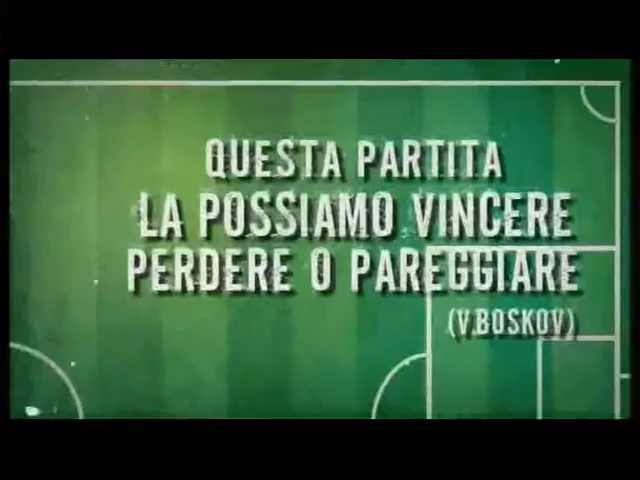 QUESTA PARTITA
LA POSSIAMO VINCERE
PERDERE O PAREGGIARE
(V.BOSKOV)